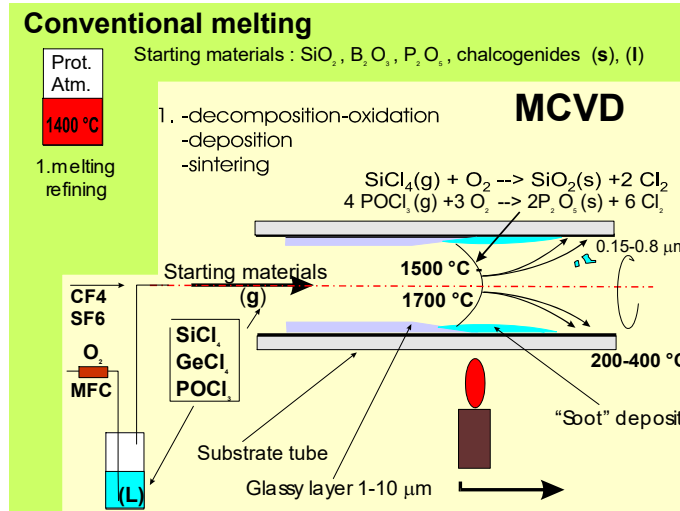 Conventional melting
Starting materials : SiO₂, B₂O₃, P₂O₅, chalcogenides (s), (l)
Prot.
Atm.
1400 °C
1.melting
refining
MCVD
1. -decomposition-oxidation
-deposition
-sintering
SiCl₄(g) + O₂ --> SiO₂(s) +2 Cl₂
4 POCl₃(g) +3 O₂ --> 2P₂O₅(s) + 6 Cl₂
0.15-0.8 μm
1500 °C
1700 °C
Starting materials
(g)
CF4
SF6
SiCl₄
GeCl₄
POCl₃
O₂
MFC
200-400 °C
"Soot" deposit
Substrate tube
Glassy layer 1-10 μm
(L)